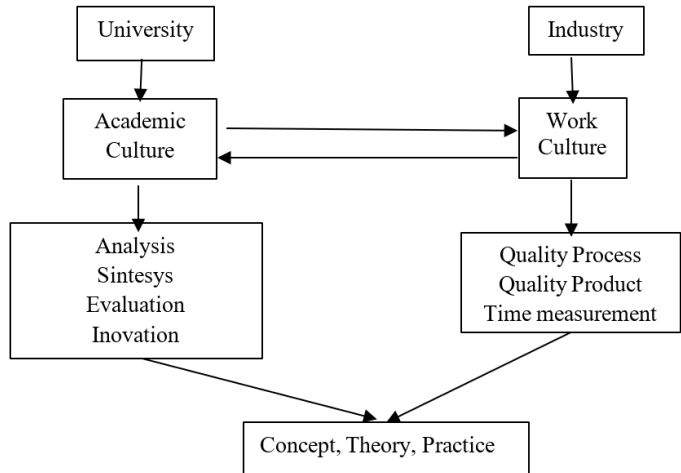 University
Industry
Academic
Culture
Work
Culture
Analysis
Sintesys
Evaluation
Inovation
Quality Process
Quality Product
Time measurement
Concept, Theory, Practice